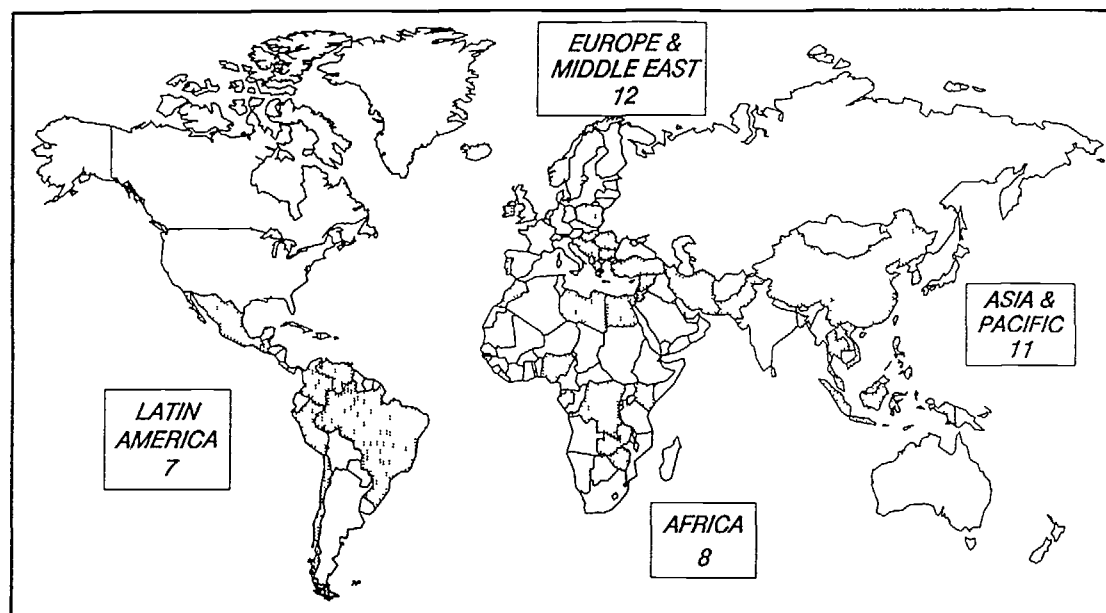 EUROPE &
MIDDLE EAST
12
ASIA &
PACIFIC
11
LATIN
AMERICA
7
AFRICA
8